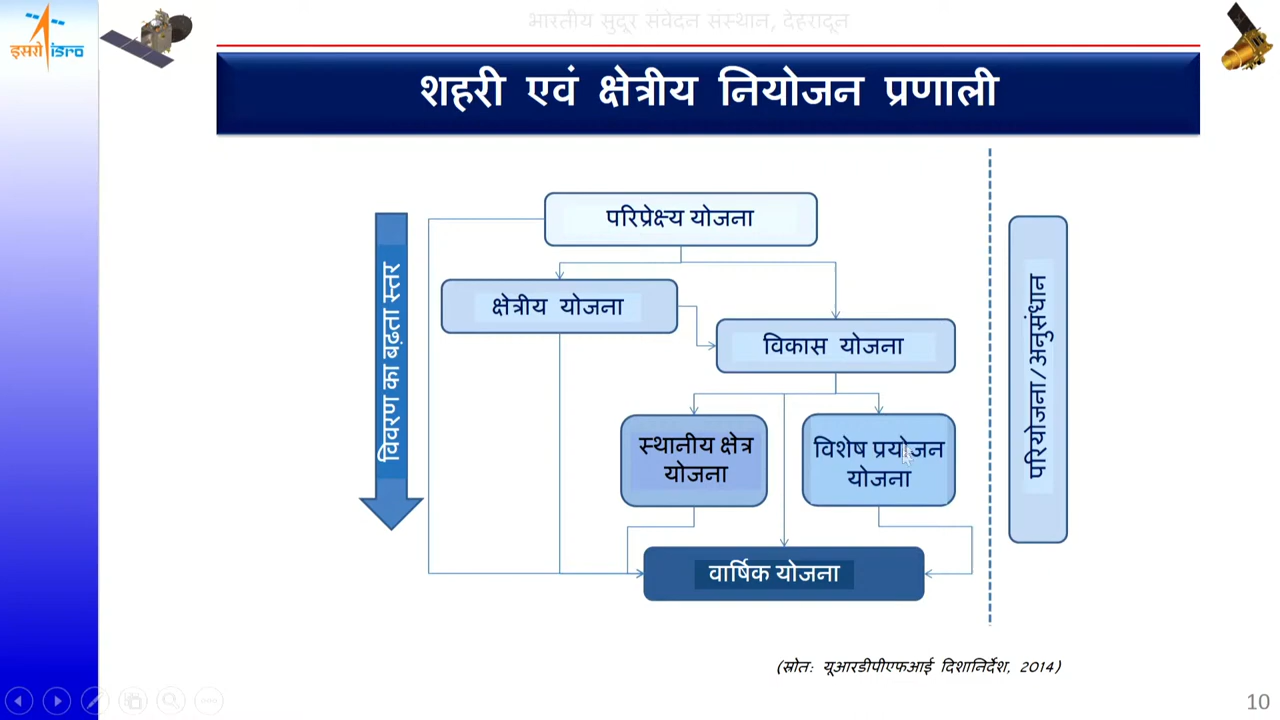 भारतीय सुदूर संवेदन संस्थान, देहरादून
इसरो isro
शहरी एवं क्षेत्रीय नियोजन प्रणाली
परिप्रेक्ष्य योजना
क्षेत्रीय योजना
विकास योजना
स्थानीय क्षेत्र
योजना
विशेष प्रयोजन
योजना
वार्षिक योजना
विवरण का बढ़ता स्तर
परियोजना/अनुसंधान
(स्रोत: यूआरडीपीएफआई दिशानिर्देश, 2014)
10